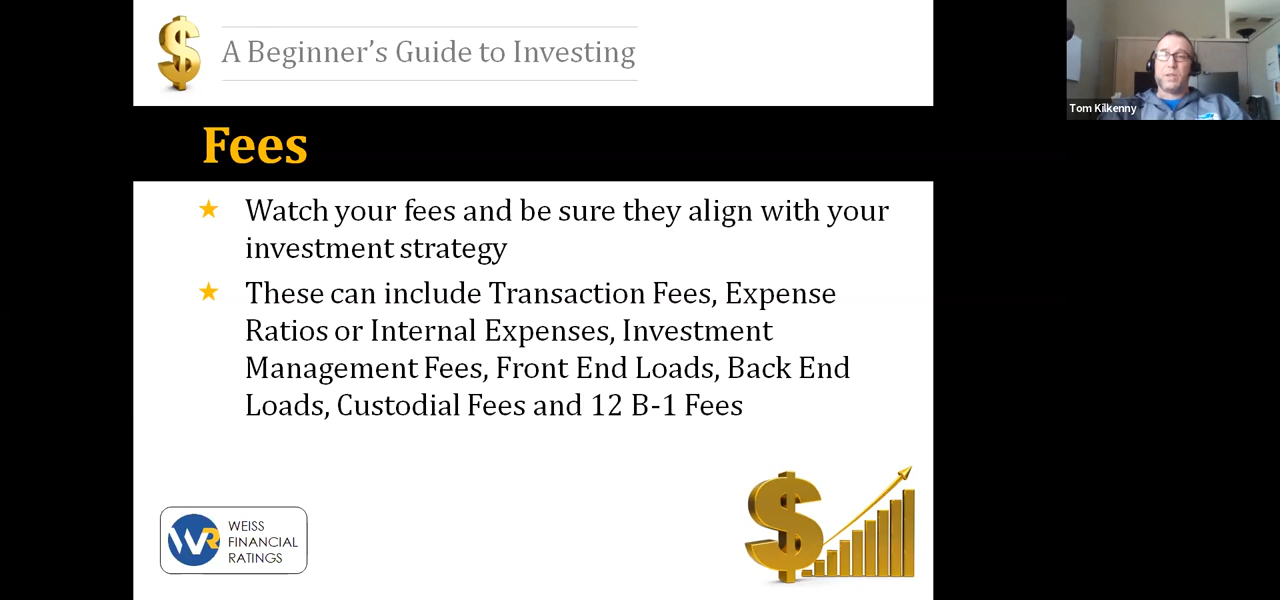 A Beginner’s Guide to Investing
Tom Kilkenny
Fees
Watch your fees and be sure they align with your
investment strategy
These can include Transaction Fees, Expense
Ratios or Internal Expenses, Investment
Management Fees, Front End Loads, Back End
Loads, Custodial Fees and 12 B-1 Fees
WR
WEISS
FINANCIAL
RATINGS